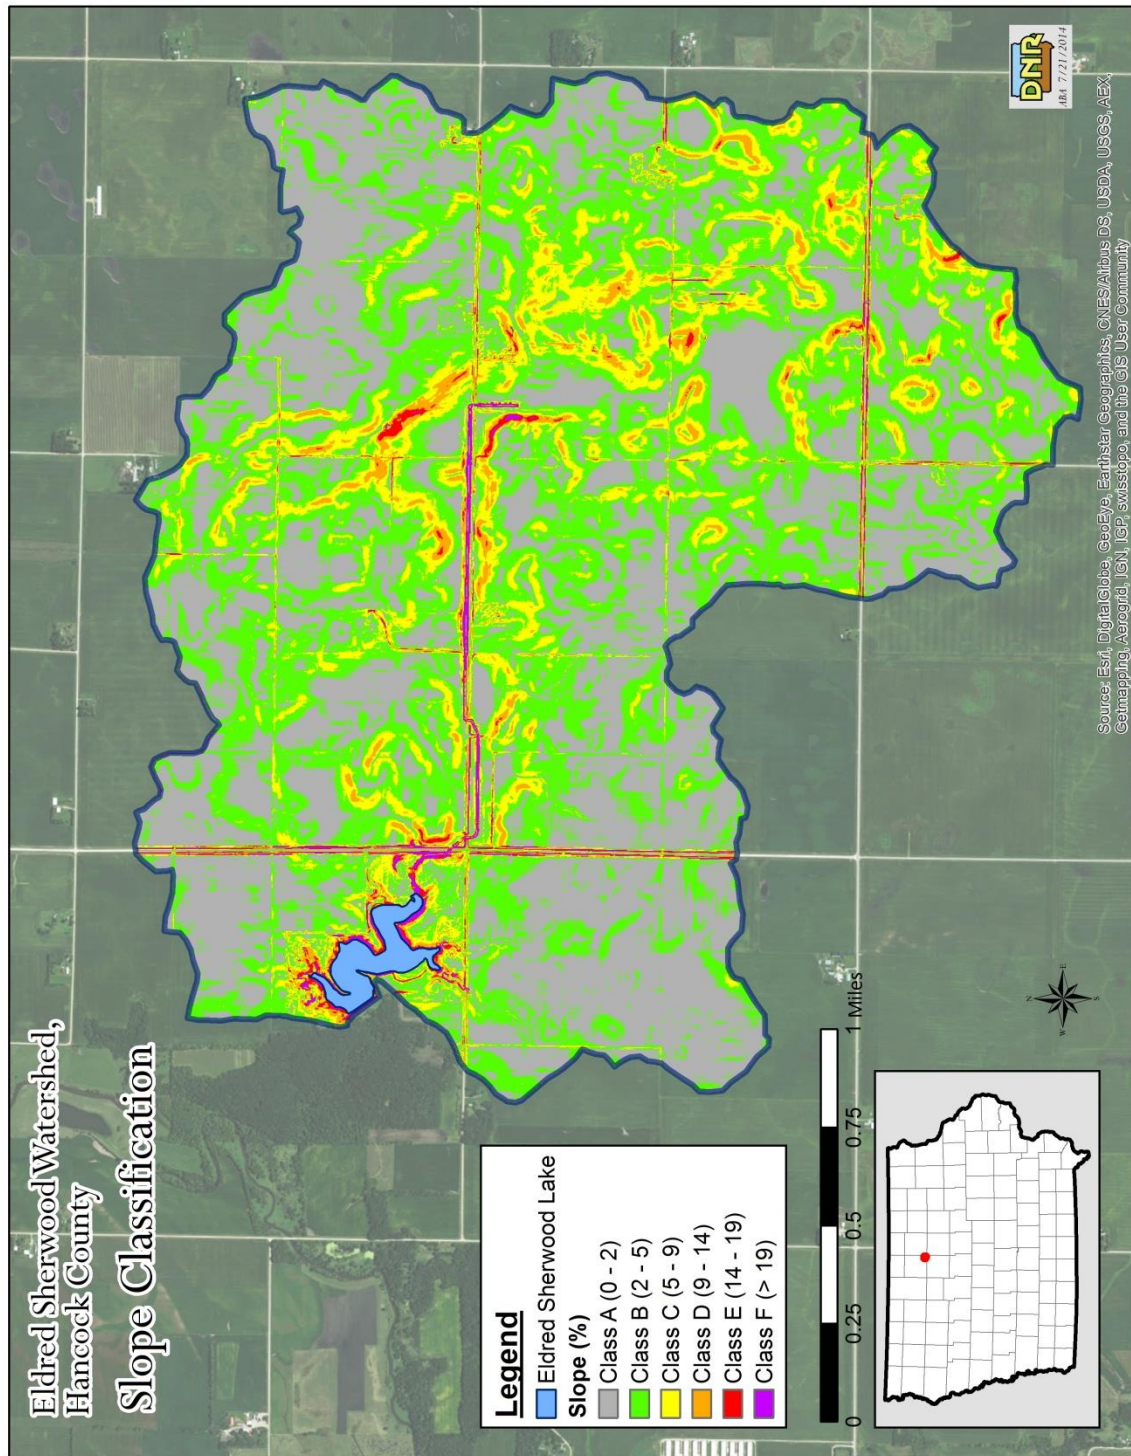 Eldred Sherwood Watershed,
Hancock County
Slope Classification
Legend
Eldred Sherwood Lake
Slope (%)
Class A (0 - 2)
Class B (2 - 5)
Class C (5 - 9)
Class D (9 - 14)
Class E (14 - 19)
Class F (> 19)
0 0.25 0.5 0.75 1 Miles
N
W E
S
DNR
ABA 7/21/2014
Source: Esri, DigitalGlobe, GeoEye, Earthstar Geographics, CNES/Airbus DS, USDA, USGS, AEX,
Getmapping, Aerogrid, IGN, IGP, swisstopo, and the GIS User Community